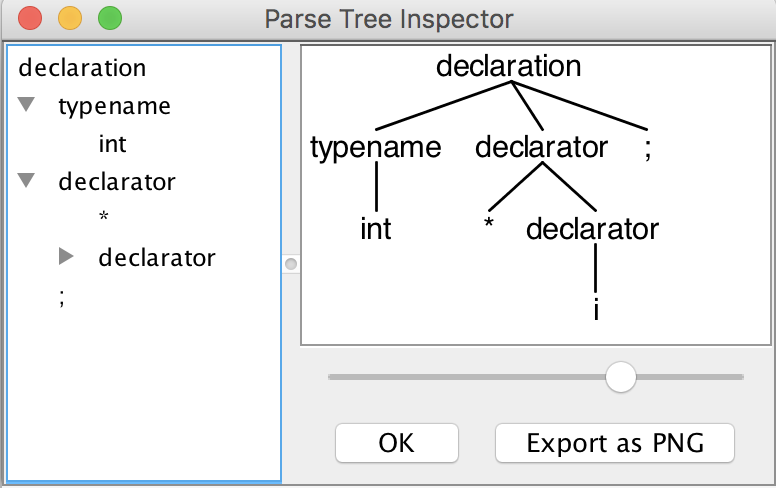 Parse Tree Inspector
declaration
typename
int
declarator
*
declarator
;
declaration
typename declarator ;
int * declarator
i
OK Export as PNG